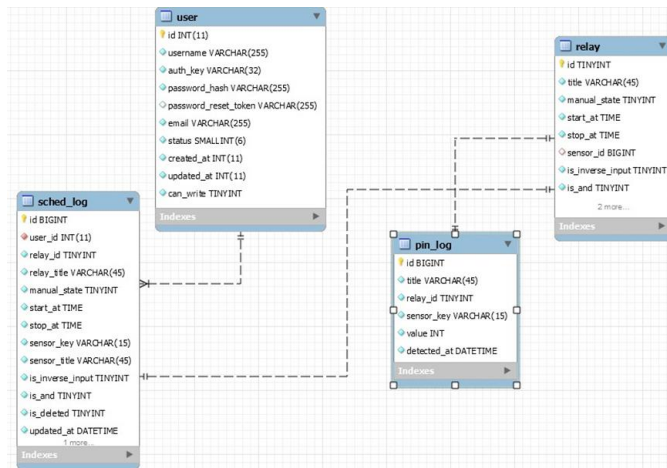 user
id INT(11)
username VARCHAR(255)
auth_key VARCHAR(32)
password_hash VARCHAR(255)
password_reset_token VARCHAR(255)
email VARCHAR(255)
status SMALLINT(6)
created_at INT(11)
updated_at INT(11)
can_write TINYINT
Indexes
relay
id TINYINT
title VARCHAR(45)
manual_state TINYINT
start_at TIME
stop_at TIME
sensor_id BIGINT
is_inverse_input TINYINT
is_and TINYINT
2 more...
Indexes
sched_log
id BIGINT
user_id INT(11)
relay_id TINYINT
relay_title VARCHAR(45)
manual_state TINYINT
start_at TIME
stop_at TIME
sensor_key VARCHAR(15)
sensor_title VARCHAR(45)
is_inverse_input TINYINT
is_and TINYINT
is_deleted TINYINT
updated_at DATETIME
1 more...
Indexes
pin_log
id BIGINT
title VARCHAR(45)
relay_id TINYINT
sensor_key VARCHAR(15)
value INT
detected_at DATETIME
Indexes